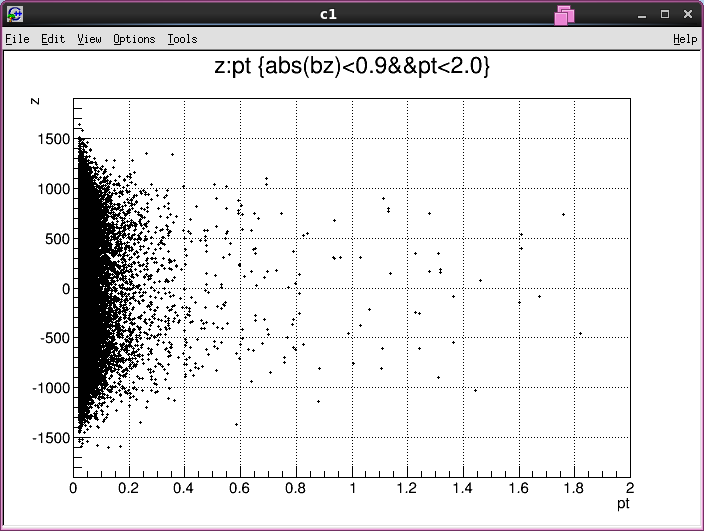 c1
File Edit View Options Tools Help
z:pt {abs(bz)<0.9&&pt<2.0}
z
1500
1000
500
0
-500
-1000
-1500
0 0.2 0.4 0.6 0.8 1 1.2 1.4 1.6 1.8 2
pt